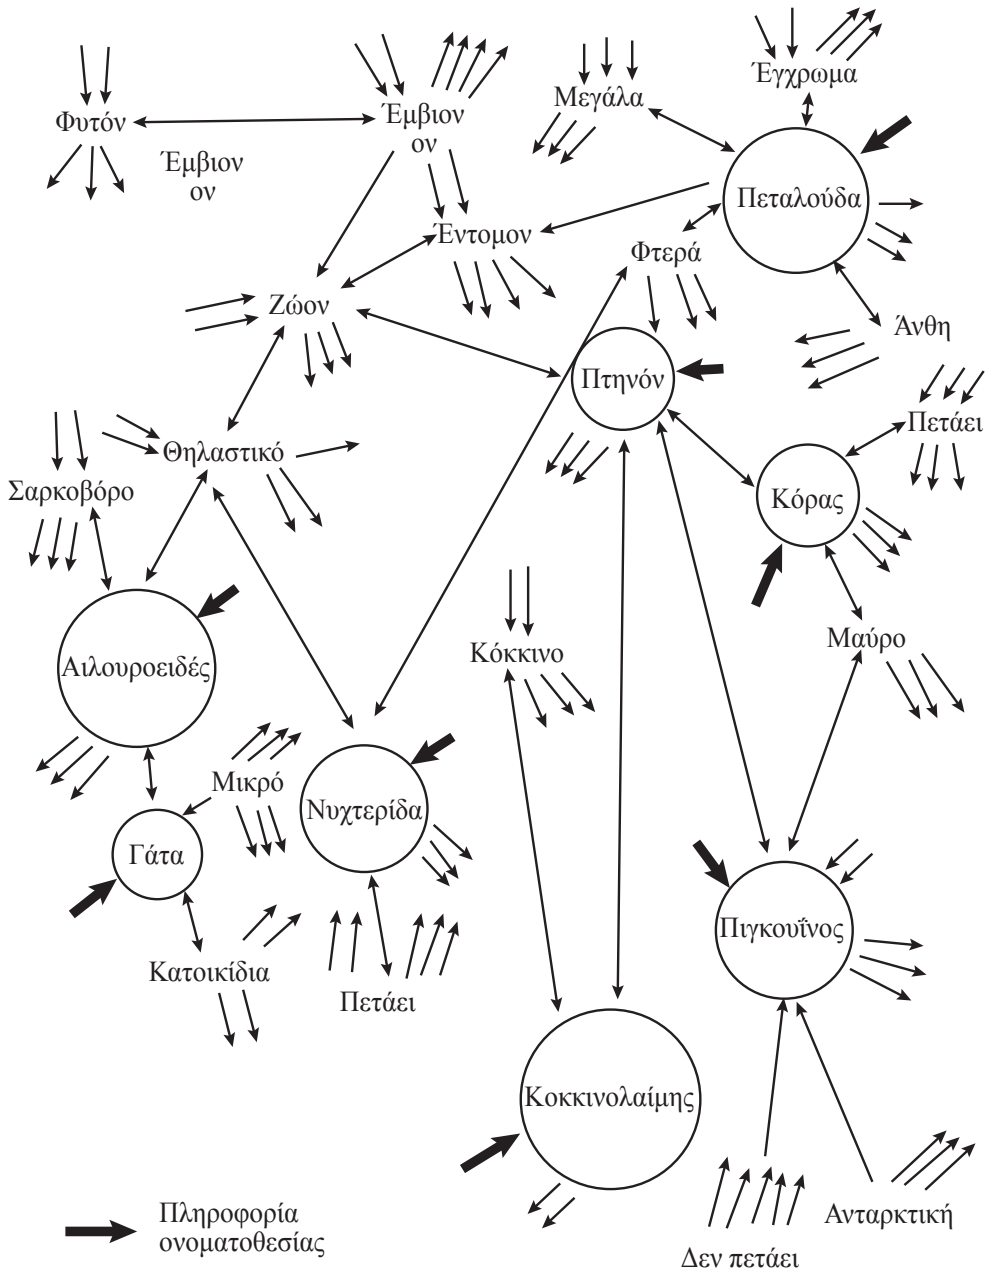 Φυτόν
Έμβιον
ον
Έμβιον
ον
Μεγάλα
Έγχρωμα
Πεταλούδα
Έντομον
Φτερά
Ζώον
Άνθη
Πτηνόν
Πετάει
Θηλαστικό
Σαρκοβόρο
Κόρας
Μαύρο
Κόκκινο
Αιλουροειδές
Μικρό
Νυχτερίδα
Γάτα
Πιγκουΐνος
Κατοικίδια
Πετάει
Κοκκινολαίμης
Πληροφορία
ονοματοθεσίας
Ανταρκτική
Δεν πετάει